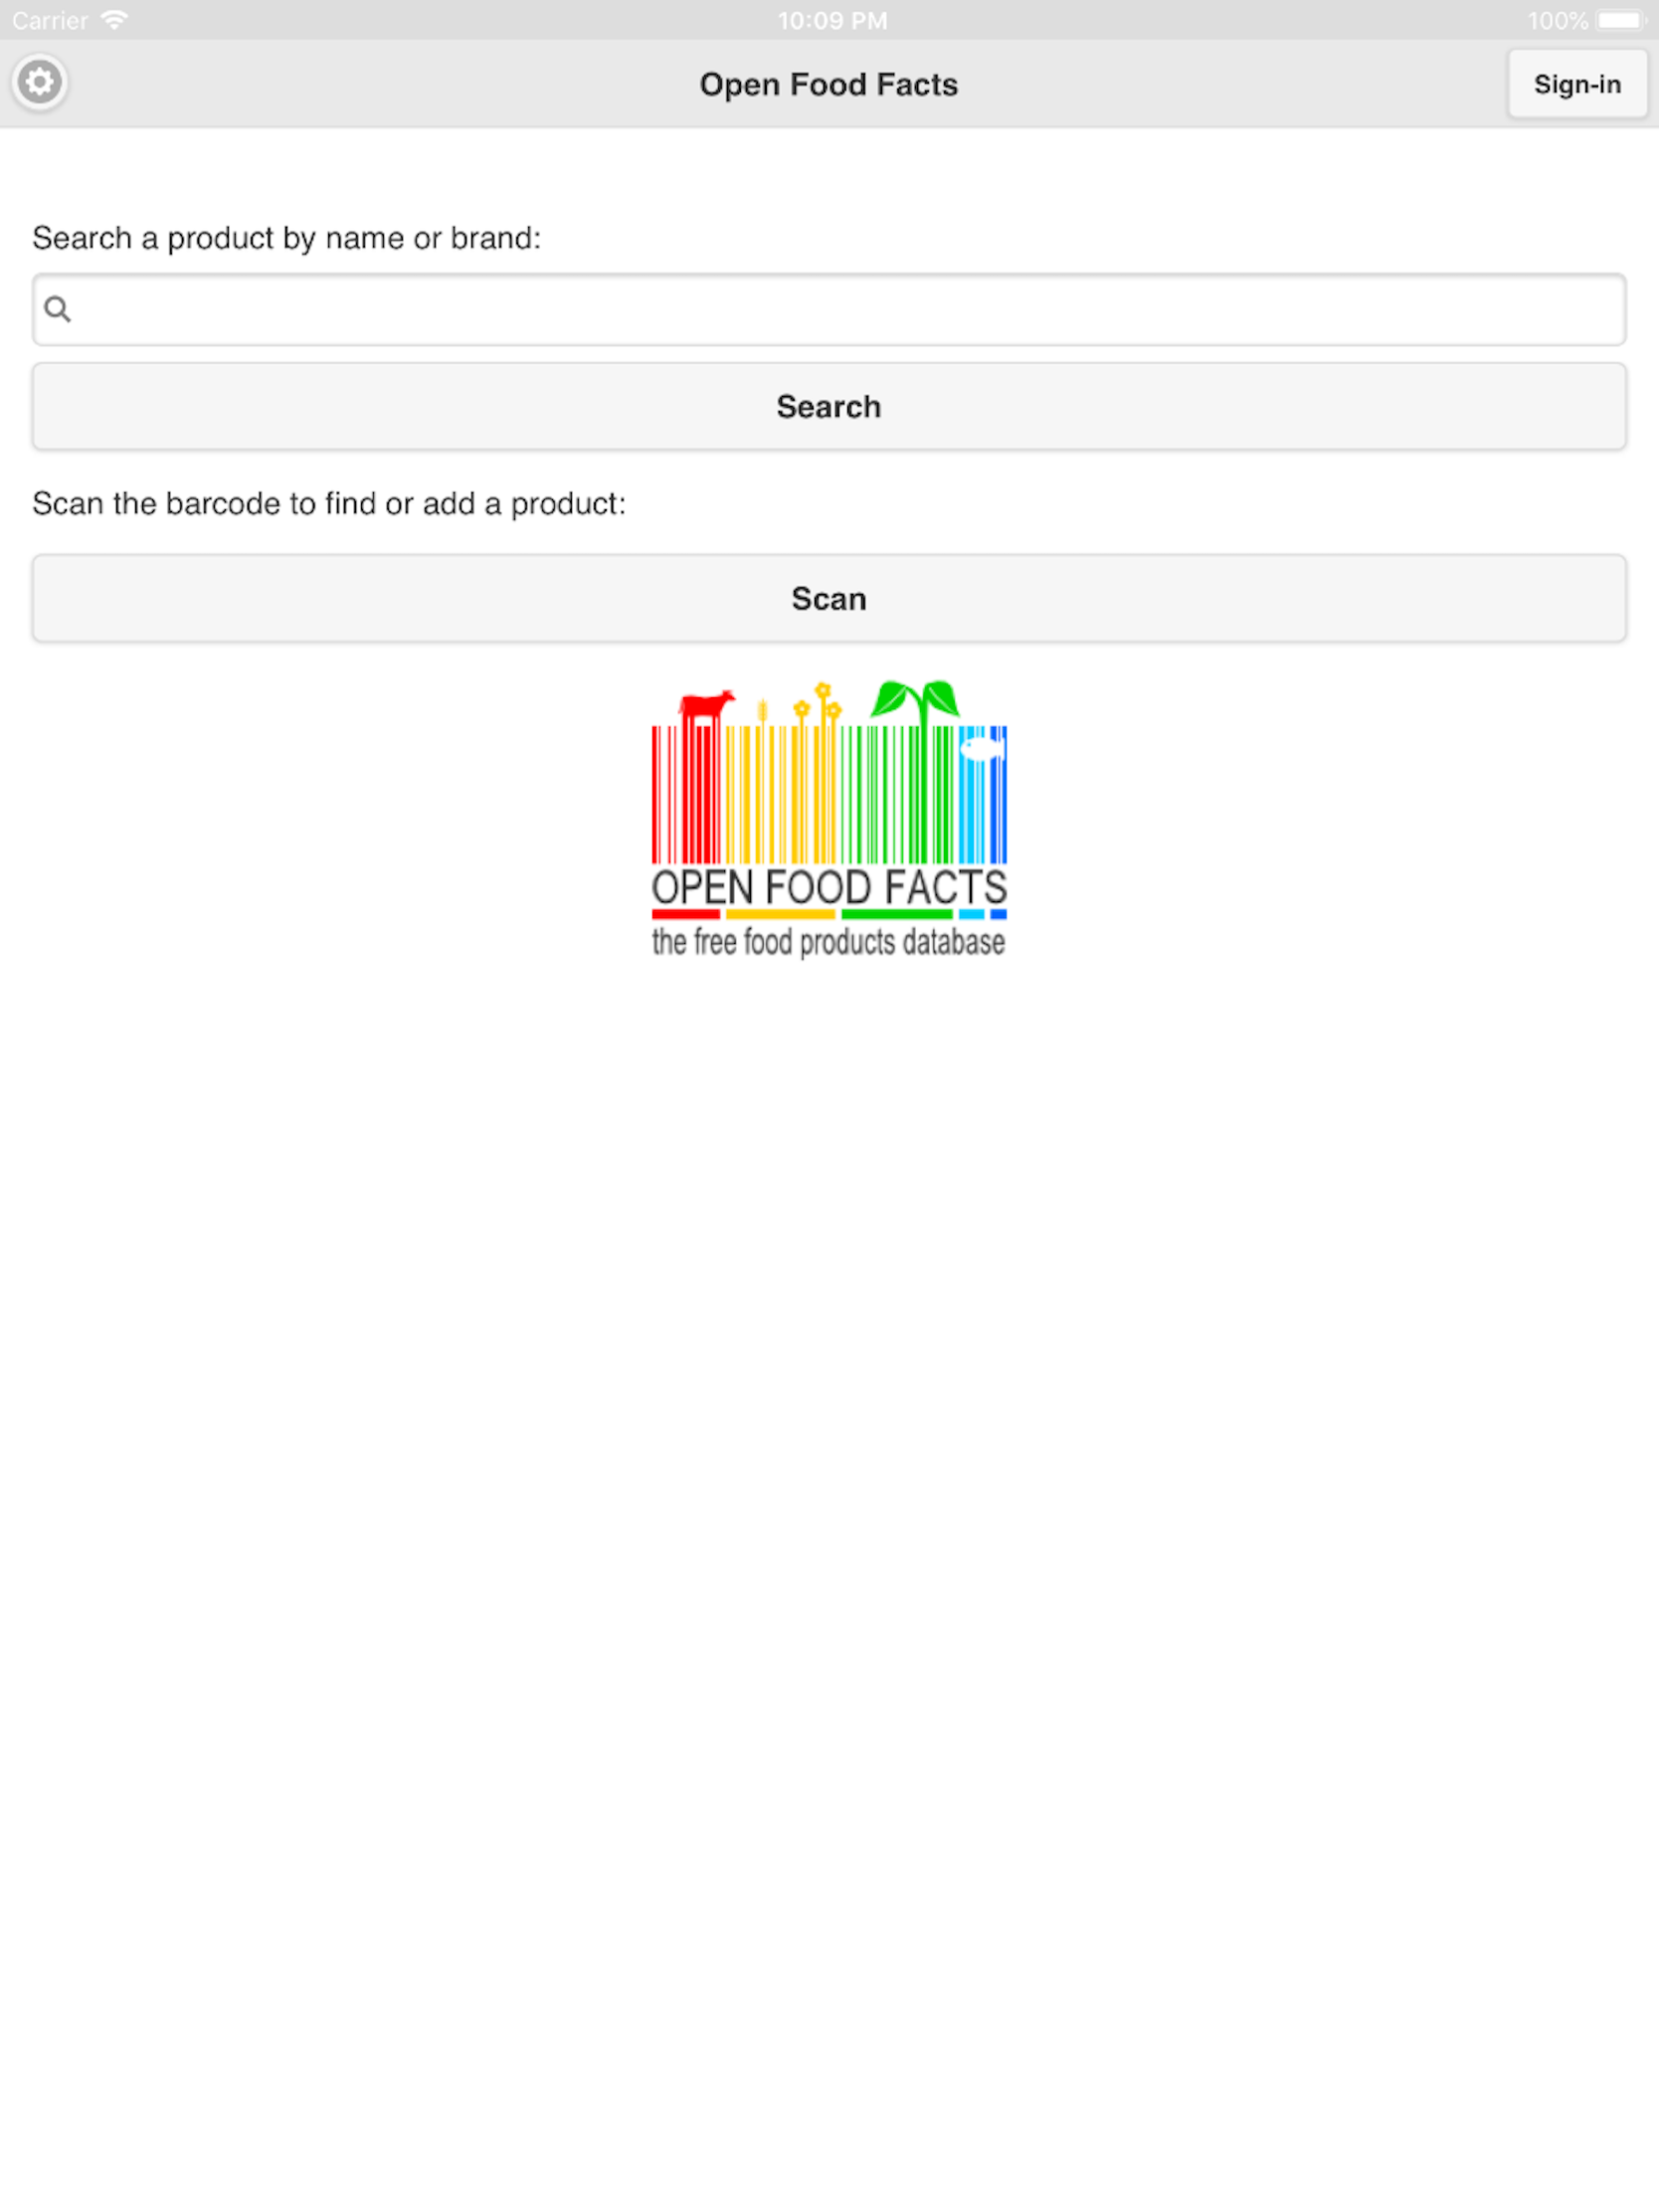 Carrier 10:09 PM 100%
Open Food Facts Sign-in
Search a product by name or brand:
Search
Scan the barcode to find or add a product:
Scan
OPEN FOOD FACTS
the free food products database